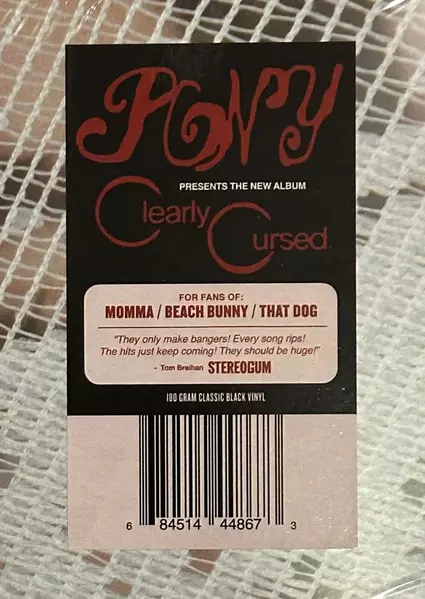 PONY
PRESENTS THE NEW ALBUM
Clearly
Cursed
FOR FANS OF:
MOMMA / BEACH BUNNY / THAT DOG
"They only make bangers! Every song rips!
The hits just keep coming! They should be huge!"
- Tom Breihan STEREOGUM
180 GRAM CLASSIC BLACK VINYL
6 84514 44867 3